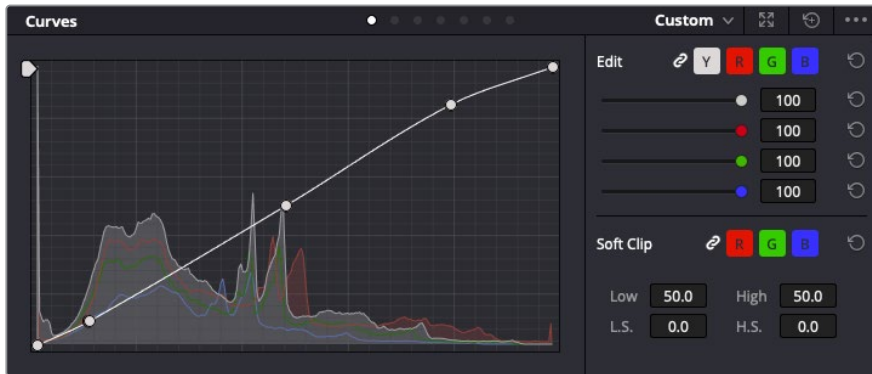 Curves
Custom
Edit
Y R G B
100
100
100
100
Soft Clip
R G B
Low 50.0 High 50.0
L.S. 0.0 H.S. 0.0